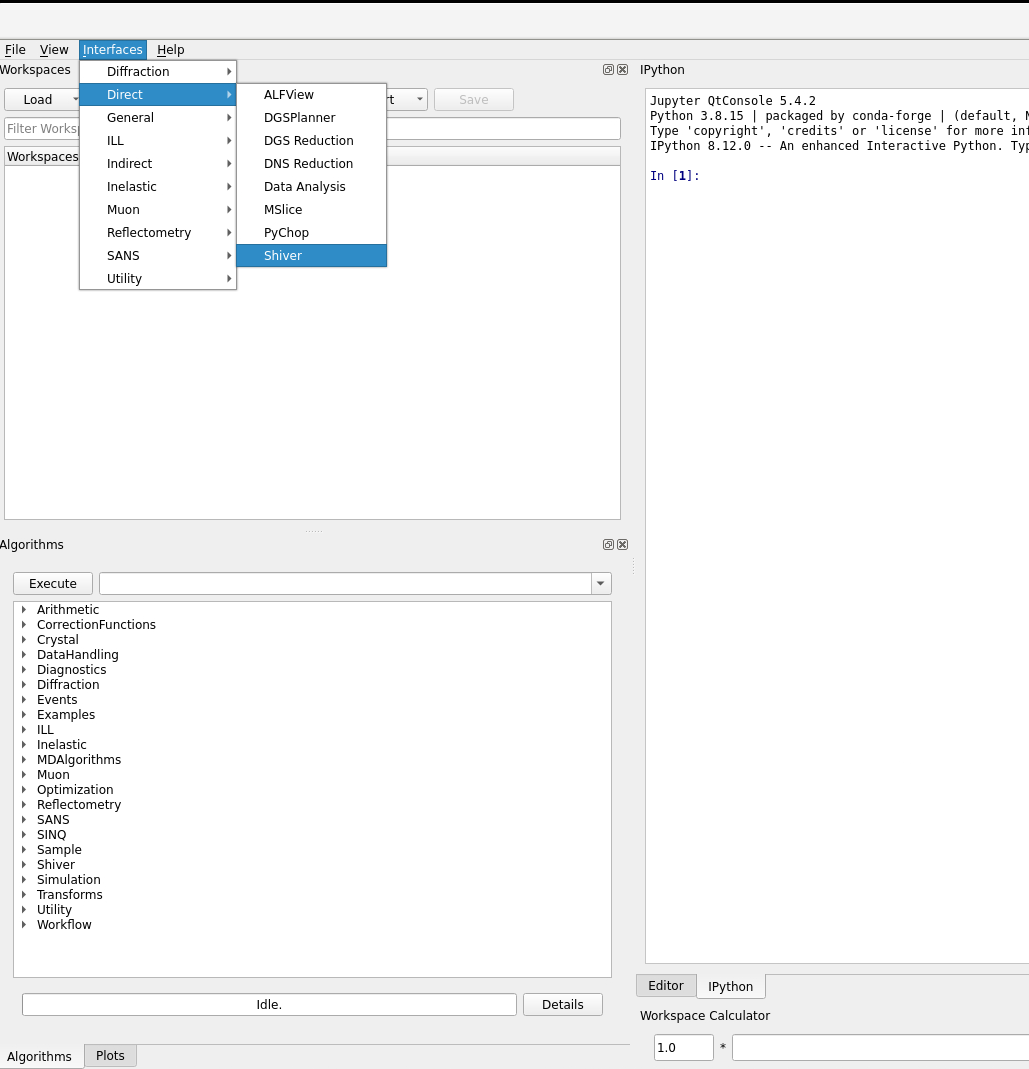 File View Interfaces Help
Workspaces
Load
Save
Filter Worksp
Workspaces
Diffraction
Direct
General
ILL
Indirect
Inelastic
Muon
Reflectometry
SANS
Utility
ALFView
DGSPlanner
DGS Reduction
DNS Reduction
Data Analysis
MSlice
PyChop
Shiver
Algorithms
Execute
Arithmetic
CorrectionFunctions
Crystal
DataHandling
Diagnostics
Diffraction
Events
Examples
ILL
Inelastic
MDAlgorithms
Muon
Optimization
Reflectometry
SANS
SINQ
Sample
Shiver
Simulation
Transforms
Utility
Workflow
Idle.
Details
Algorithms Plots
IPython
Jupyter QtConsole 5.4.2
Python 3.8.15 | packaged by conda-forge | (default, N
Type 'copyright', 'credits' or 'license' for more inf
IPython 8.12.0 -- An enhanced Interactive Python. Typ
In [1]:
Editor IPython
Workspace Calculator
1.0 *